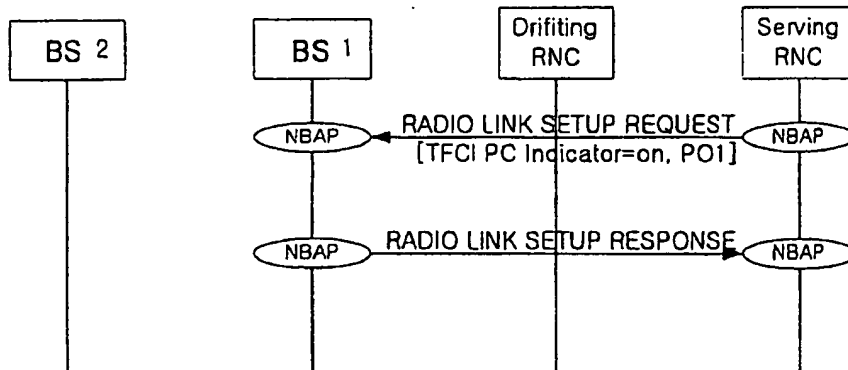 BS 2
BS 1
Drifiting
RNC
Serving
RNC
NBAP
RADIO LINK SETUP REQUEST
[TFCI PC Indicator=on, PO1]
NBAP
NBAP
RADIO LINK SETUP RESPONSE
NBAP